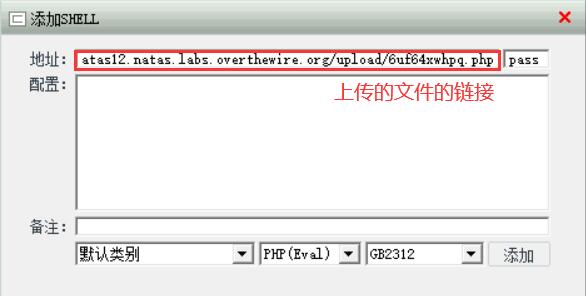 添加SHELL
地址: atas12.natas.labs.overthewire.org/upload/6uf64xwhpq.php pass
配置:
上传的文件的链接
备注:
默认类别 PHP(Eval) GB2312 添加